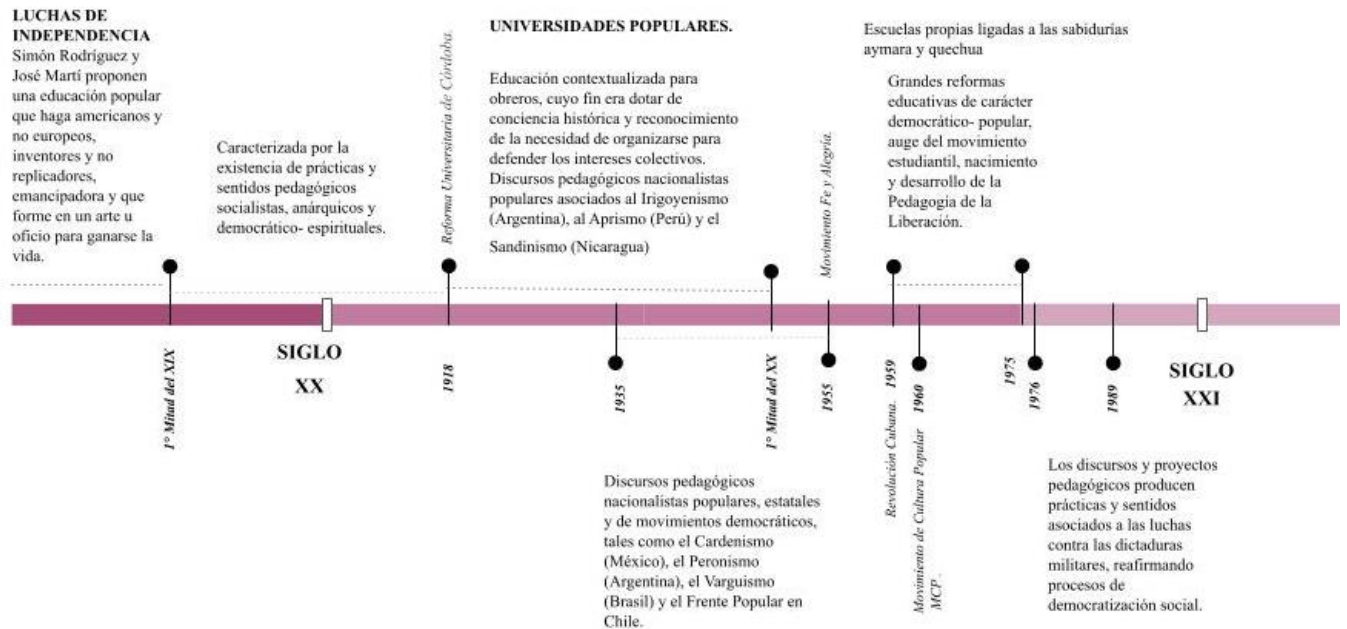 LUCHAS DE
INDEPENDENCIA
Simón Rodríguez y
José Martí proponen
una educación popular
que haga americanos y
no europeos,
inventores y no
replicadores,
emancipadora y que
forme en un arte u
oficio para ganarse la
vida.
Caracterizada por la
existencia de prácticas y
sentidos pedagógicos
socialistas, anárquicos y
democrático- espirituales.
Reforma Universitaria de Córdoba.
UNIVERSIDADES POPULARES.
Educación contextualizada para
obreros, cuyo fin era dotar de
conciencia histórica y reconocimiento
de la necesidad de organizarse para
defender los intereses colectivos.
Discursos pedagógicos nacionalistas
populares asociados al Irigoyenismo
(Argentina), al Aprismo (Perú) y el
Sandinismo (Nicaragua)
Movimiento Fe y Alegría.
Escuelas propias ligadas a las sabidurías
aymara y quechua
Grandes reformas
educativas de carácter
democrático- popular,
auge del movimiento
estudiantil, nacimiento
y desarrollo de la
Pedagogía de la
Liberación.
1° Mitad del XIX
SIGLO
XX
1918
1935
1° Mitad del XX
1955
Revolución Cubana. 1959
Movimiento de Cultura Popular 1960
MCP .
1975
1976
1989
SIGLO
XXI
Discursos pedagógicos
nacionalistas populares, estatales
y de movimientos democráticos,
tales como el Cardenismo
(México), el Peronismo
(Argentina), el Varguismo
(Brasil) y el Frente Popular en
Chile.
Los discursos y proyectos
pedagógicos producen
prácticas y sentidos
asociados a las luchas
contra las dictaduras
militares, reafirmando
procesos de
democratización social.